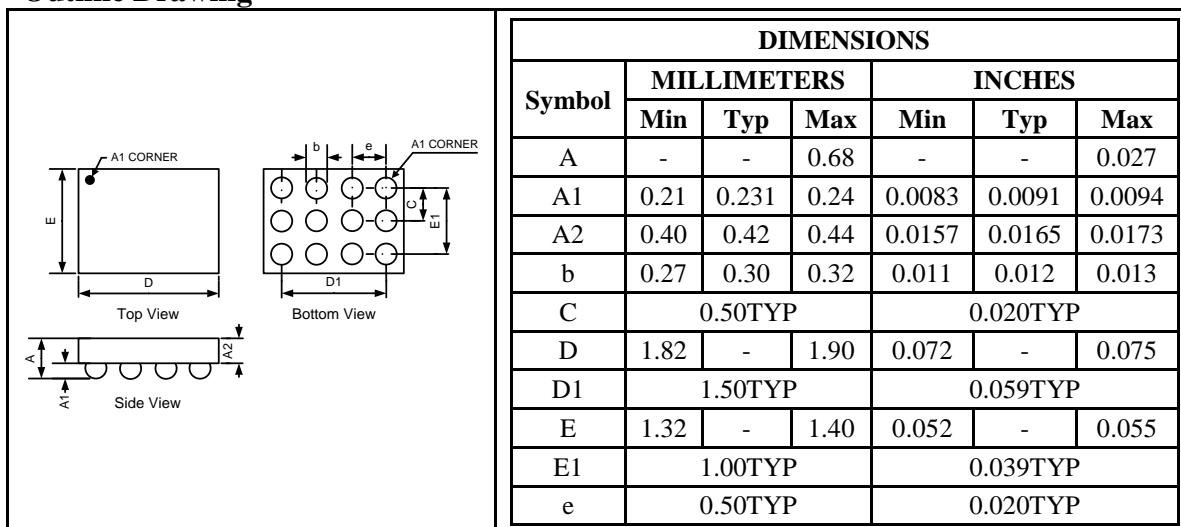 A1 CORNER
E
D
Top View
b
e
A1 CORNER
C
E1
D1
Bottom View
A
A1
A2
Side View
DIMENSIONS
Symbol MILLIMETERS INCHES
Min Typ Max Min Typ Max
A - - 0.68 - - 0.027
A1 0.21 0.231 0.24 0.0083 0.0091 0.0094
A2 0.40 0.42 0.44 0.0157 0.0165 0.0173
b 0.27 0.30 0.32 0.011 0.012 0.013
C 0.50TYP 0.020TYP
D 1.82 - 1.90 0.072 - 0.075
D1 1.50TYP 0.059TYP
E 1.32 - 1.40 0.052 - 0.055
E1 1.00TYP 0.039TYP
e 0.50TYP 0.020TYP